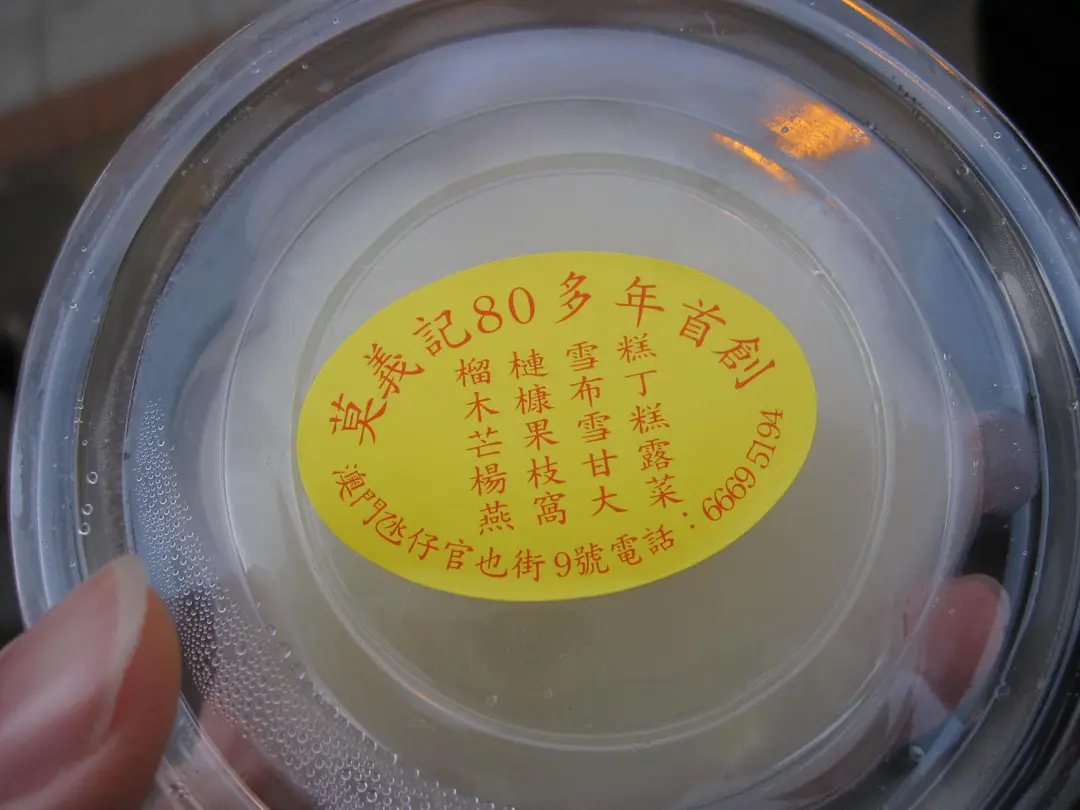 莫義記80多年首創
榴槤雪糕
木糠布丁
芒果雪糕
楊枝甘露
燕窩大菜
澳門氹仔官也街9號電話：66695194